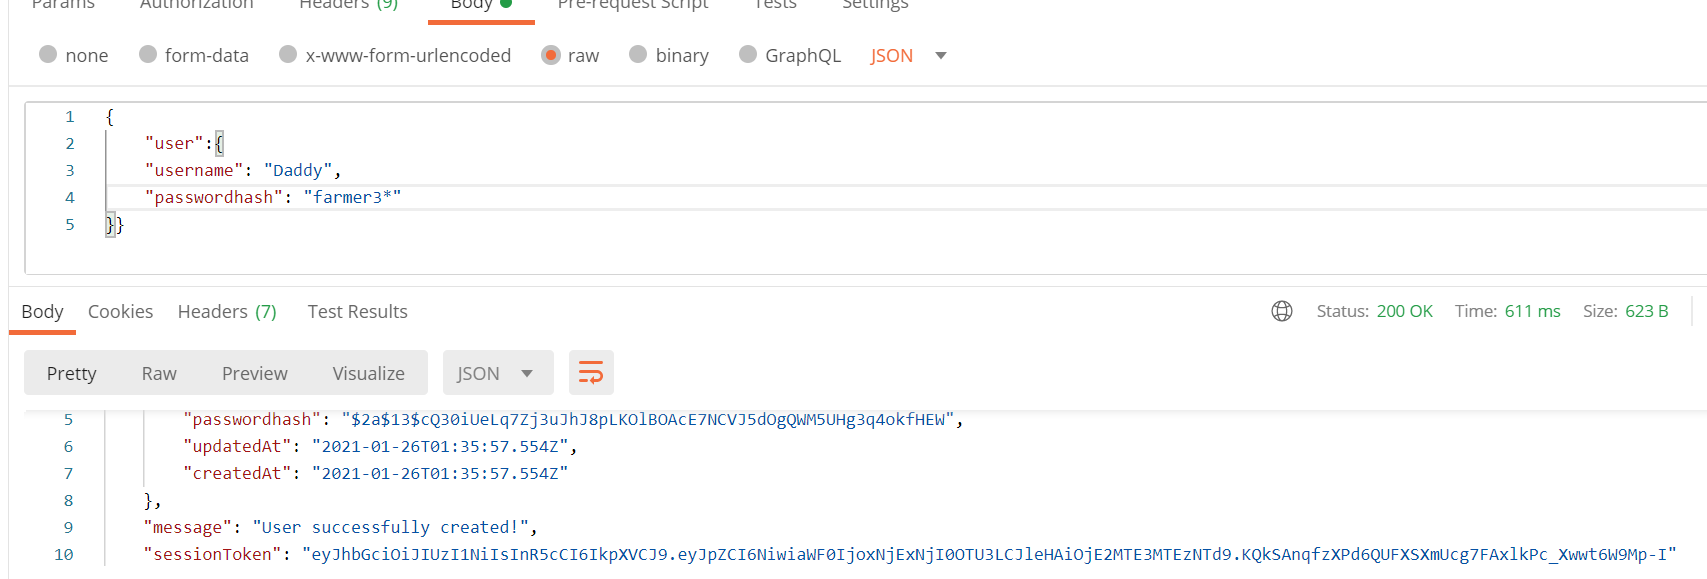 Params Authorization Headers (9) Body Pre-request Script Tests Settings
none form-data x-www-form-urlencoded raw binary GraphQL JSON
1 {
2 "user":{
3 "username": "Daddy",
4 "passwordhash": "farmer3*"
5 }}
Body Cookies Headers (7) Test Results Status: 200 OK Time: 611 ms Size: 623 B
Pretty Raw Preview Visualize JSON
5 "passwordhash": "$2a$13$cQ30iUeLq7Zj3uJhJ8pLKOlBOAcE7NCVJ5dOgQWM5UHg3q4okfHEW",
6 "updatedAt": "2021-01-26T01:35:57.554Z",
7 "createdAt": "2021-01-26T01:35:57.554Z"
8 },
9 "message": "User successfully created!",
10 "sessionToken": "eyJhbGciOiJIUzI1NiIsInR5cCI6IkpXVCJ9.eyJpZCI6NiwiaWF0IjoxNjExNjI0OTU3LCJleHAiOjE2MTE3MTEzNTd9.KQkSAnqfzXPd6QUFXSXmUcg7FAxlkPc_Xwwt6W9Mp-I"